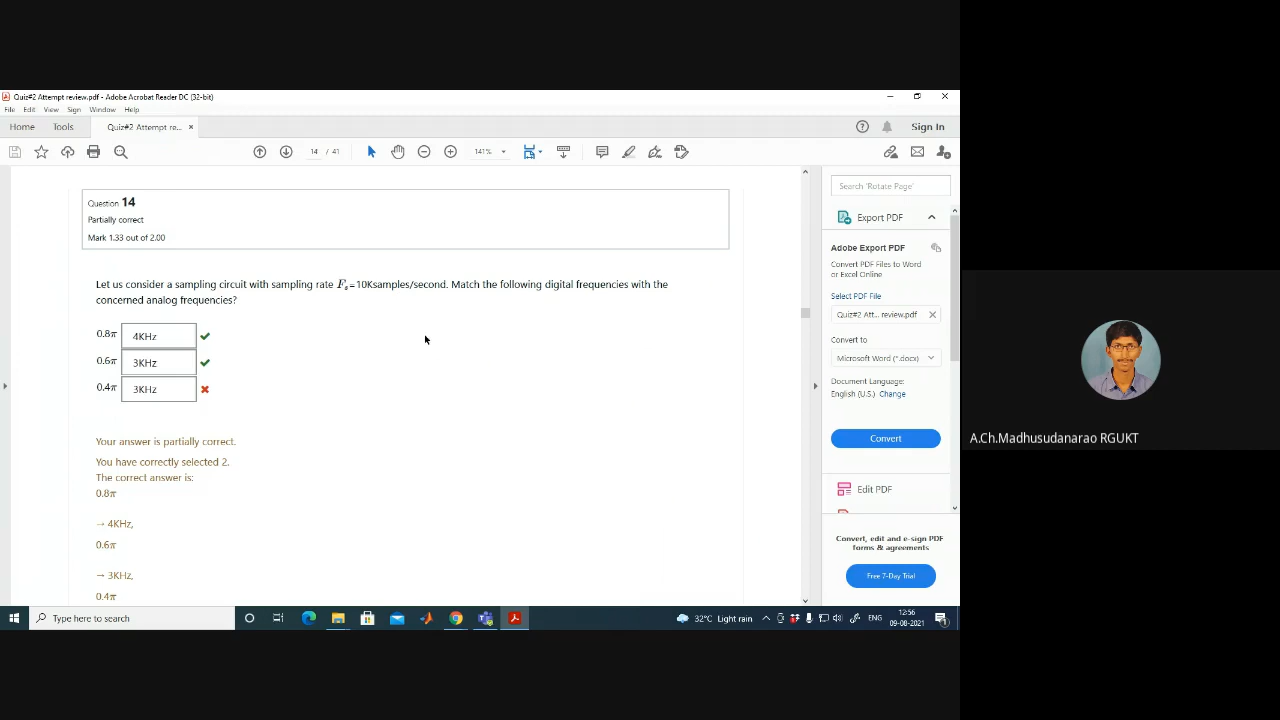 Quiz#2 Attempt review.pdf - Adobe Acrobat Reader DC (32-bit)
File Edit View Sign Window Help
Home Tools Quiz#2 Attempt re... × Sign In
14 / 41 141%
Question 14
Partially correct
Mark 1.33 out of 2.00
Let us consider a sampling circuit with sampling rate Fs=10Ksamples/second. Match the following digital frequencies with the
concerned analog frequencies?
0.8π 4KHz ✔
0.6π 3KHz ✔
0.4π 3KHz ✖
Your answer is partially correct.
You have correctly selected 2.
The correct answer is:
0.8π
→ 4KHz,
0.6π
→ 3KHz,
0.4π
Search 'Rotate Page'
Export PDF
Adobe Export PDF
Convert PDF Files to Word
or Excel Online
Select PDF File
Quiz#2 Att... review.pdf ×
Convert to
Microsoft Word (*.docx)
Document Language:
English (U.S.) Change
Convert
Edit PDF
Convert, edit and e-sign PDF
forms & agreements
Free 7-Day Trial
A.Ch.Madhusudanarao RGUKT
Type here to search
32°C Light rain
ENG
12:56
09-08-2021